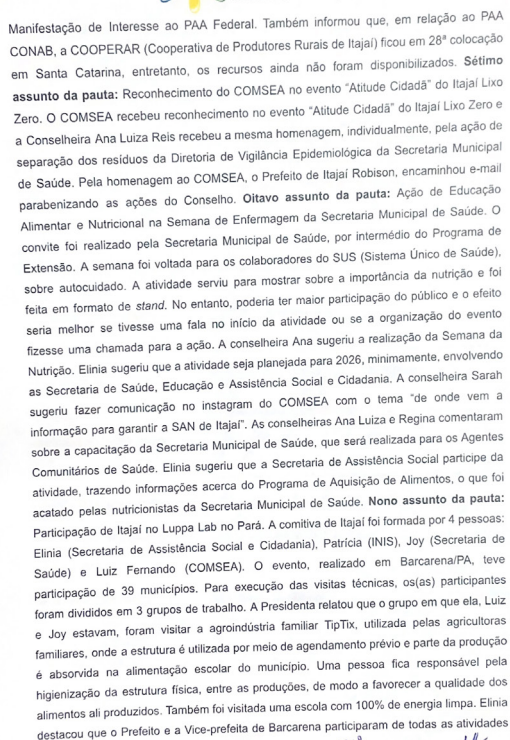 Manifestação de Interesse ao PAA Federal. Também informou que, em relação ao PAA
CONAB, a COOPERAR (Cooperativa de Produtores Rurais de Itajaí) ficou em 28ª colocação
em Santa Catarina, entretanto, os recursos ainda não foram disponibilizados. Sétimo
assunto da pauta: Reconhecimento do COMSEA no evento “Atitude Cidadã” do Itajaí Lixo
Zero. O COMSEA recebeu reconhecimento no evento “Atitude Cidadã” do Itajaí Lixo Zero e
a Conselheira Ana Luiza Reis recebeu a mesma homenagem, individualmente, pela ação de
separação dos resíduos da Diretoria de Vigilância Epidemiológica da Secretaria Municipal
de Saúde. Pela homenagem ao COMSEA, o Prefeito de Itajaí Robison, encaminhou e-mail
parabenizando as ações do Conselho. Oitavo assunto da pauta: Ação de Educação
Alimentar e Nutricional na Semana de Enfermagem da Secretaria Municipal de Saúde. O
convite foi realizado pela Secretaria Municipal de Saúde, por intermédio do Programa de
Extensão. A semana foi voltada para os colaboradores do SUS (Sistema Único de Saúde),
sobre autocuidado. A atividade serviu para mostrar sobre a importância da nutrição e foi
feita em formato de stand. No entanto, poderia ter maior participação do público e o efeito
seria melhor se tivesse uma fala no início da atividade ou se a organização do evento
fizesse uma chamada para a ação. A conselheira Ana sugeriu a realização da Semana da
Nutrição. Elinia sugeriu que a atividade seja planejada para 2026, minimamente, envolvendo
as Secretaria de Saúde, Educação e Assistência Social e Cidadania. A conselheira Sarah
sugeriu fazer comunicação no instagram do COMSEA com o tema “de onde vem a
informação para garantir a SAN de Itajaí”. As conselheiras Ana Luiza e Regina comentaram
sobre a capacitação da Secretaria Municipal de Saúde, que será realizada para os Agentes
Comunitários de Saúde. Elinia sugeriu que a Secretaria de Assistência Social participe da
atividade, trazendo informações acerca do Programa de Aquisição de Alimentos, o que foi
acatado pelas nutricionistas da Secretaria Municipal de Saúde. Nono assunto da pauta:
Participação de Itajaí no Luppa Lab no Pará. A comitiva de Itajaí foi formada por 4 pessoas:
Elinia (Secretaria de Assistência Social e Cidadania), Patrícia (INIS), Joy (Secretaria de
Saúde) e Luiz Fernando (COMSEA). O evento, realizado em Barcarena/PA, teve
participação de 39 municípios. Para execução das visitas técnicas, os(as) participantes
foram divididos em 3 grupos de trabalho. A Presidenta relatou que o grupo em que ela, Luiz
e Joy estavam, foram visitar a agroindústria familiar TipTix, utilizada pelas agricultoras
familiares, onde a estrutura é utilizada por meio de agendamento prévio e parte da produção
é absorvida na alimentação escolar do município. Uma pessoa fica responsável pela
higienização da estrutura física, entre as produções, de modo a favorecer a qualidade dos
alimentos ali produzidos. Também foi visitada uma escola com 100% de energia limpa. Elinia
destacou que o Prefeito e a Vice-prefeita de Barcarena participaram de todas as atividades